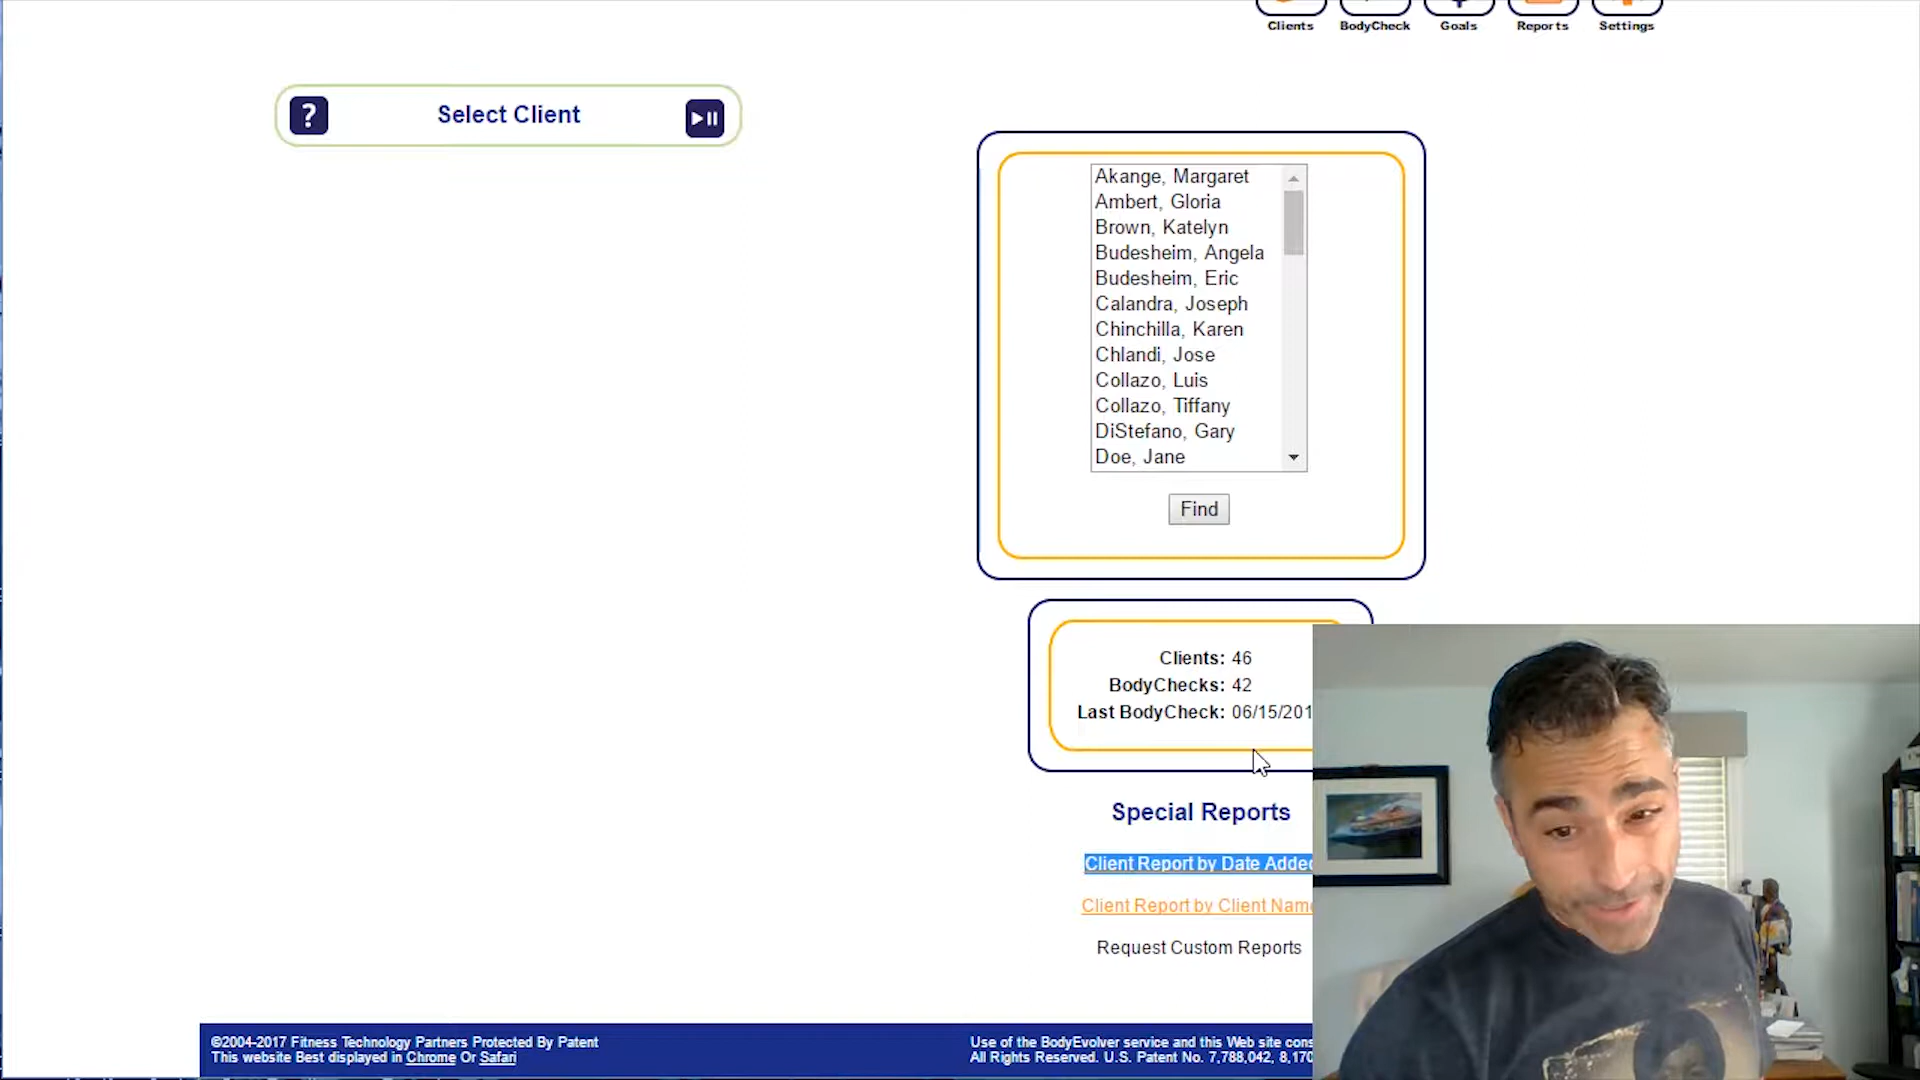 Clients
BodyCheck
Goals
Reports
Settings
?
Select Client
Akange, Margaret
Ambert, Gloria
Brown, Katelyn
Budesheim, Angela
Budesheim, Eric
Calandra, Joseph
Chinchilla, Karen
Chlandi, Jose
Collazo, Luis
Collazo, Tiffany
DiStefano, Gary
Doe, Jane
Find
Clients: 46
BodyChecks: 42
Last BodyCheck: 06/15/201
Special Reports
Client Report by Date Added
Client Report by Client Name
Request Custom Reports
©2004-2017 Fitness Technology Partners Protected By Patent
This website Best displayed in Chrome Or Safari
Use of the BodyEvolver service and this Web site cons
All Rights Reserved. U.S. Patent No. 7,788,042, 8,170